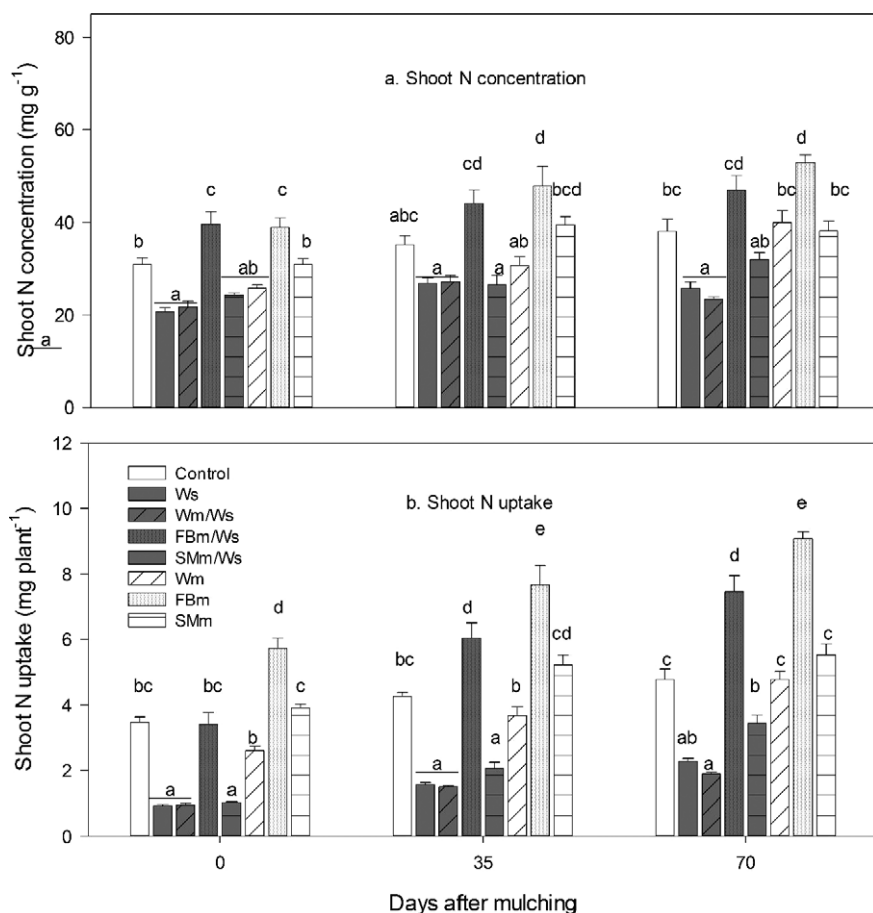 80
60
40
20
0
Shoot N concentration (mg g⁻¹)
a
a. Shoot N concentration
b a c ab c b
abc a cd a ab d bcd
bc a cd ab bc d bc
12
10
8
6
4
2
0
Shoot N uptake (mg plant⁻¹)
b. Shoot N uptake
Control
Ws
Wm/Ws
FBm/Ws
SMm/Ws
Wm
FBm
SMm
bc a bc a b d c
bc a d a b e cd
c ab a d b c e c
0 35 70
Days after mulching